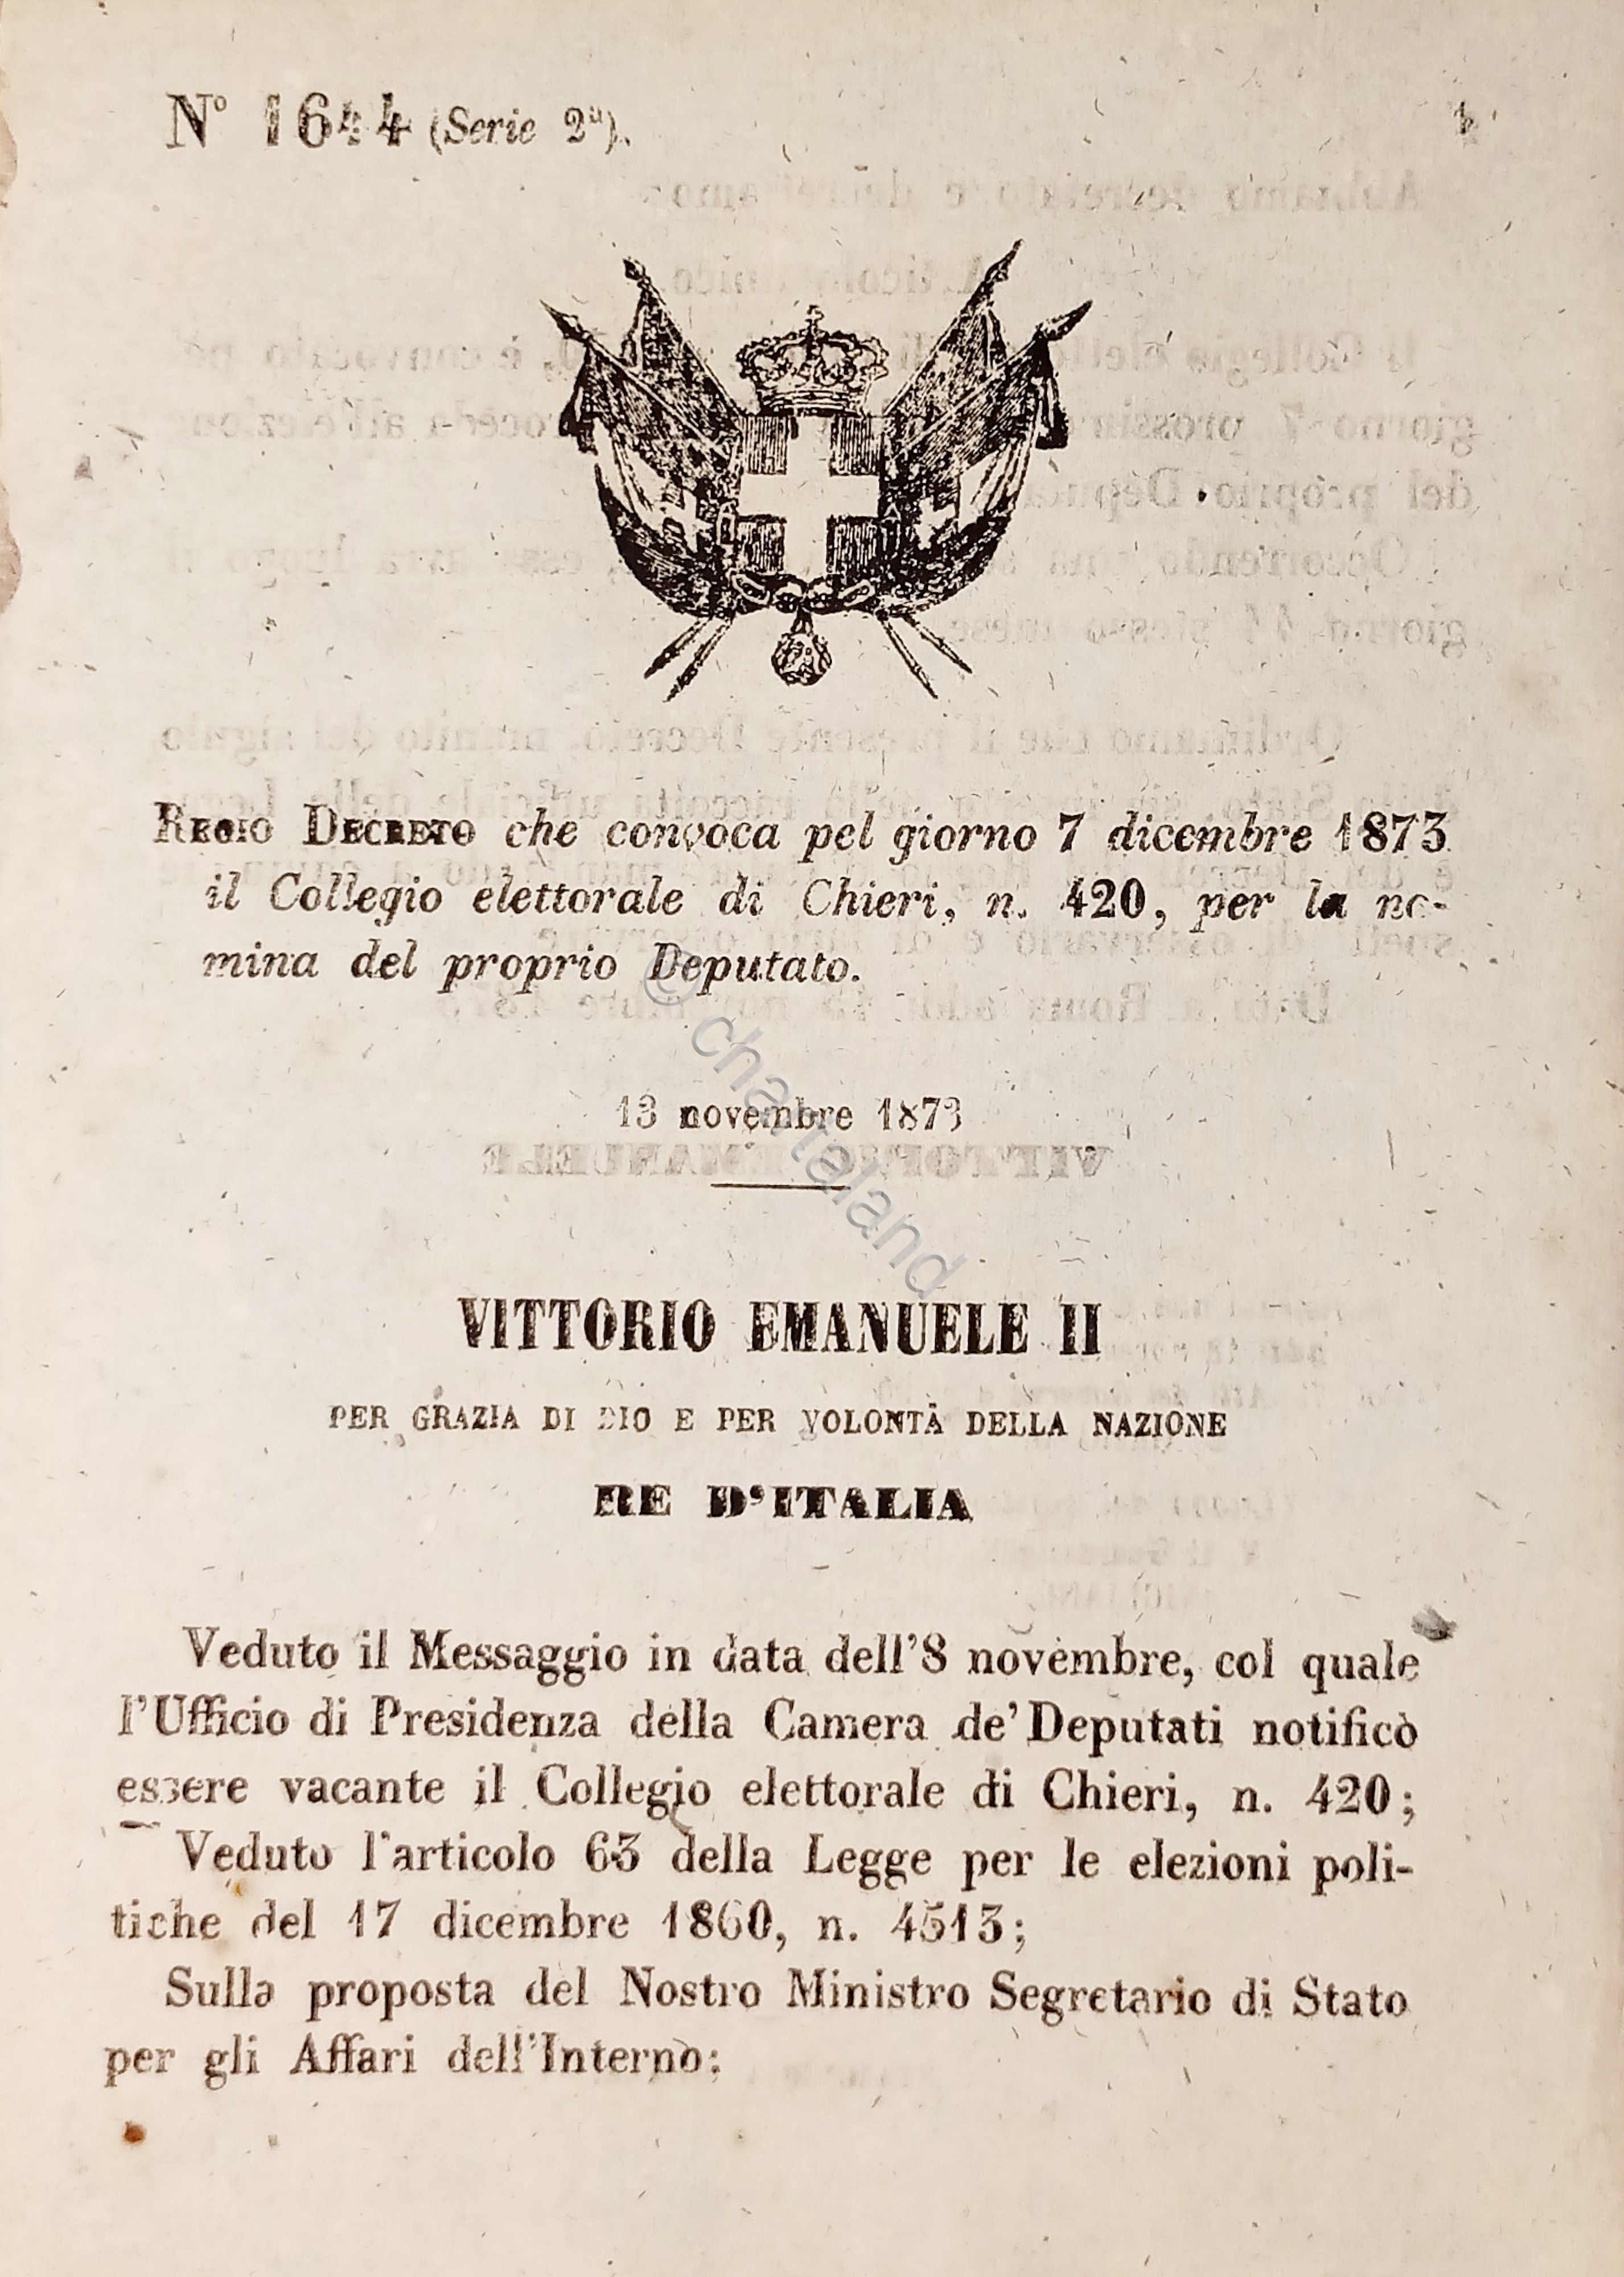 N° 1644 (Serie 2ª).
1
REGIO DECRETO che convoca pel giorno 7 dicembre 1873
il Collegio elettorale di Chieri, n. 420, per la no-
mina del proprio Deputato.
© chartaland
13 novembre 1873
VITTORIO EMANUELE II
PER GRAZIA DI DIO E PER VOLONTÀ DELLA NAZIONE
RE D'ITALIA
Veduto il Messaggio in data dell'8 novembre, col quale
l'Ufficio di Presidenza della Camera de' Deputati notificò
essere vacante il Collegio elettorale di Chieri, n. 420;
Veduto l'articolo 63 della Legge per le elezioni poli-
tiche del 17 dicembre 1860, n. 4513;
Sulla proposta del Nostro Ministro Segretario di Stato
per gli Affari dell'Interno;